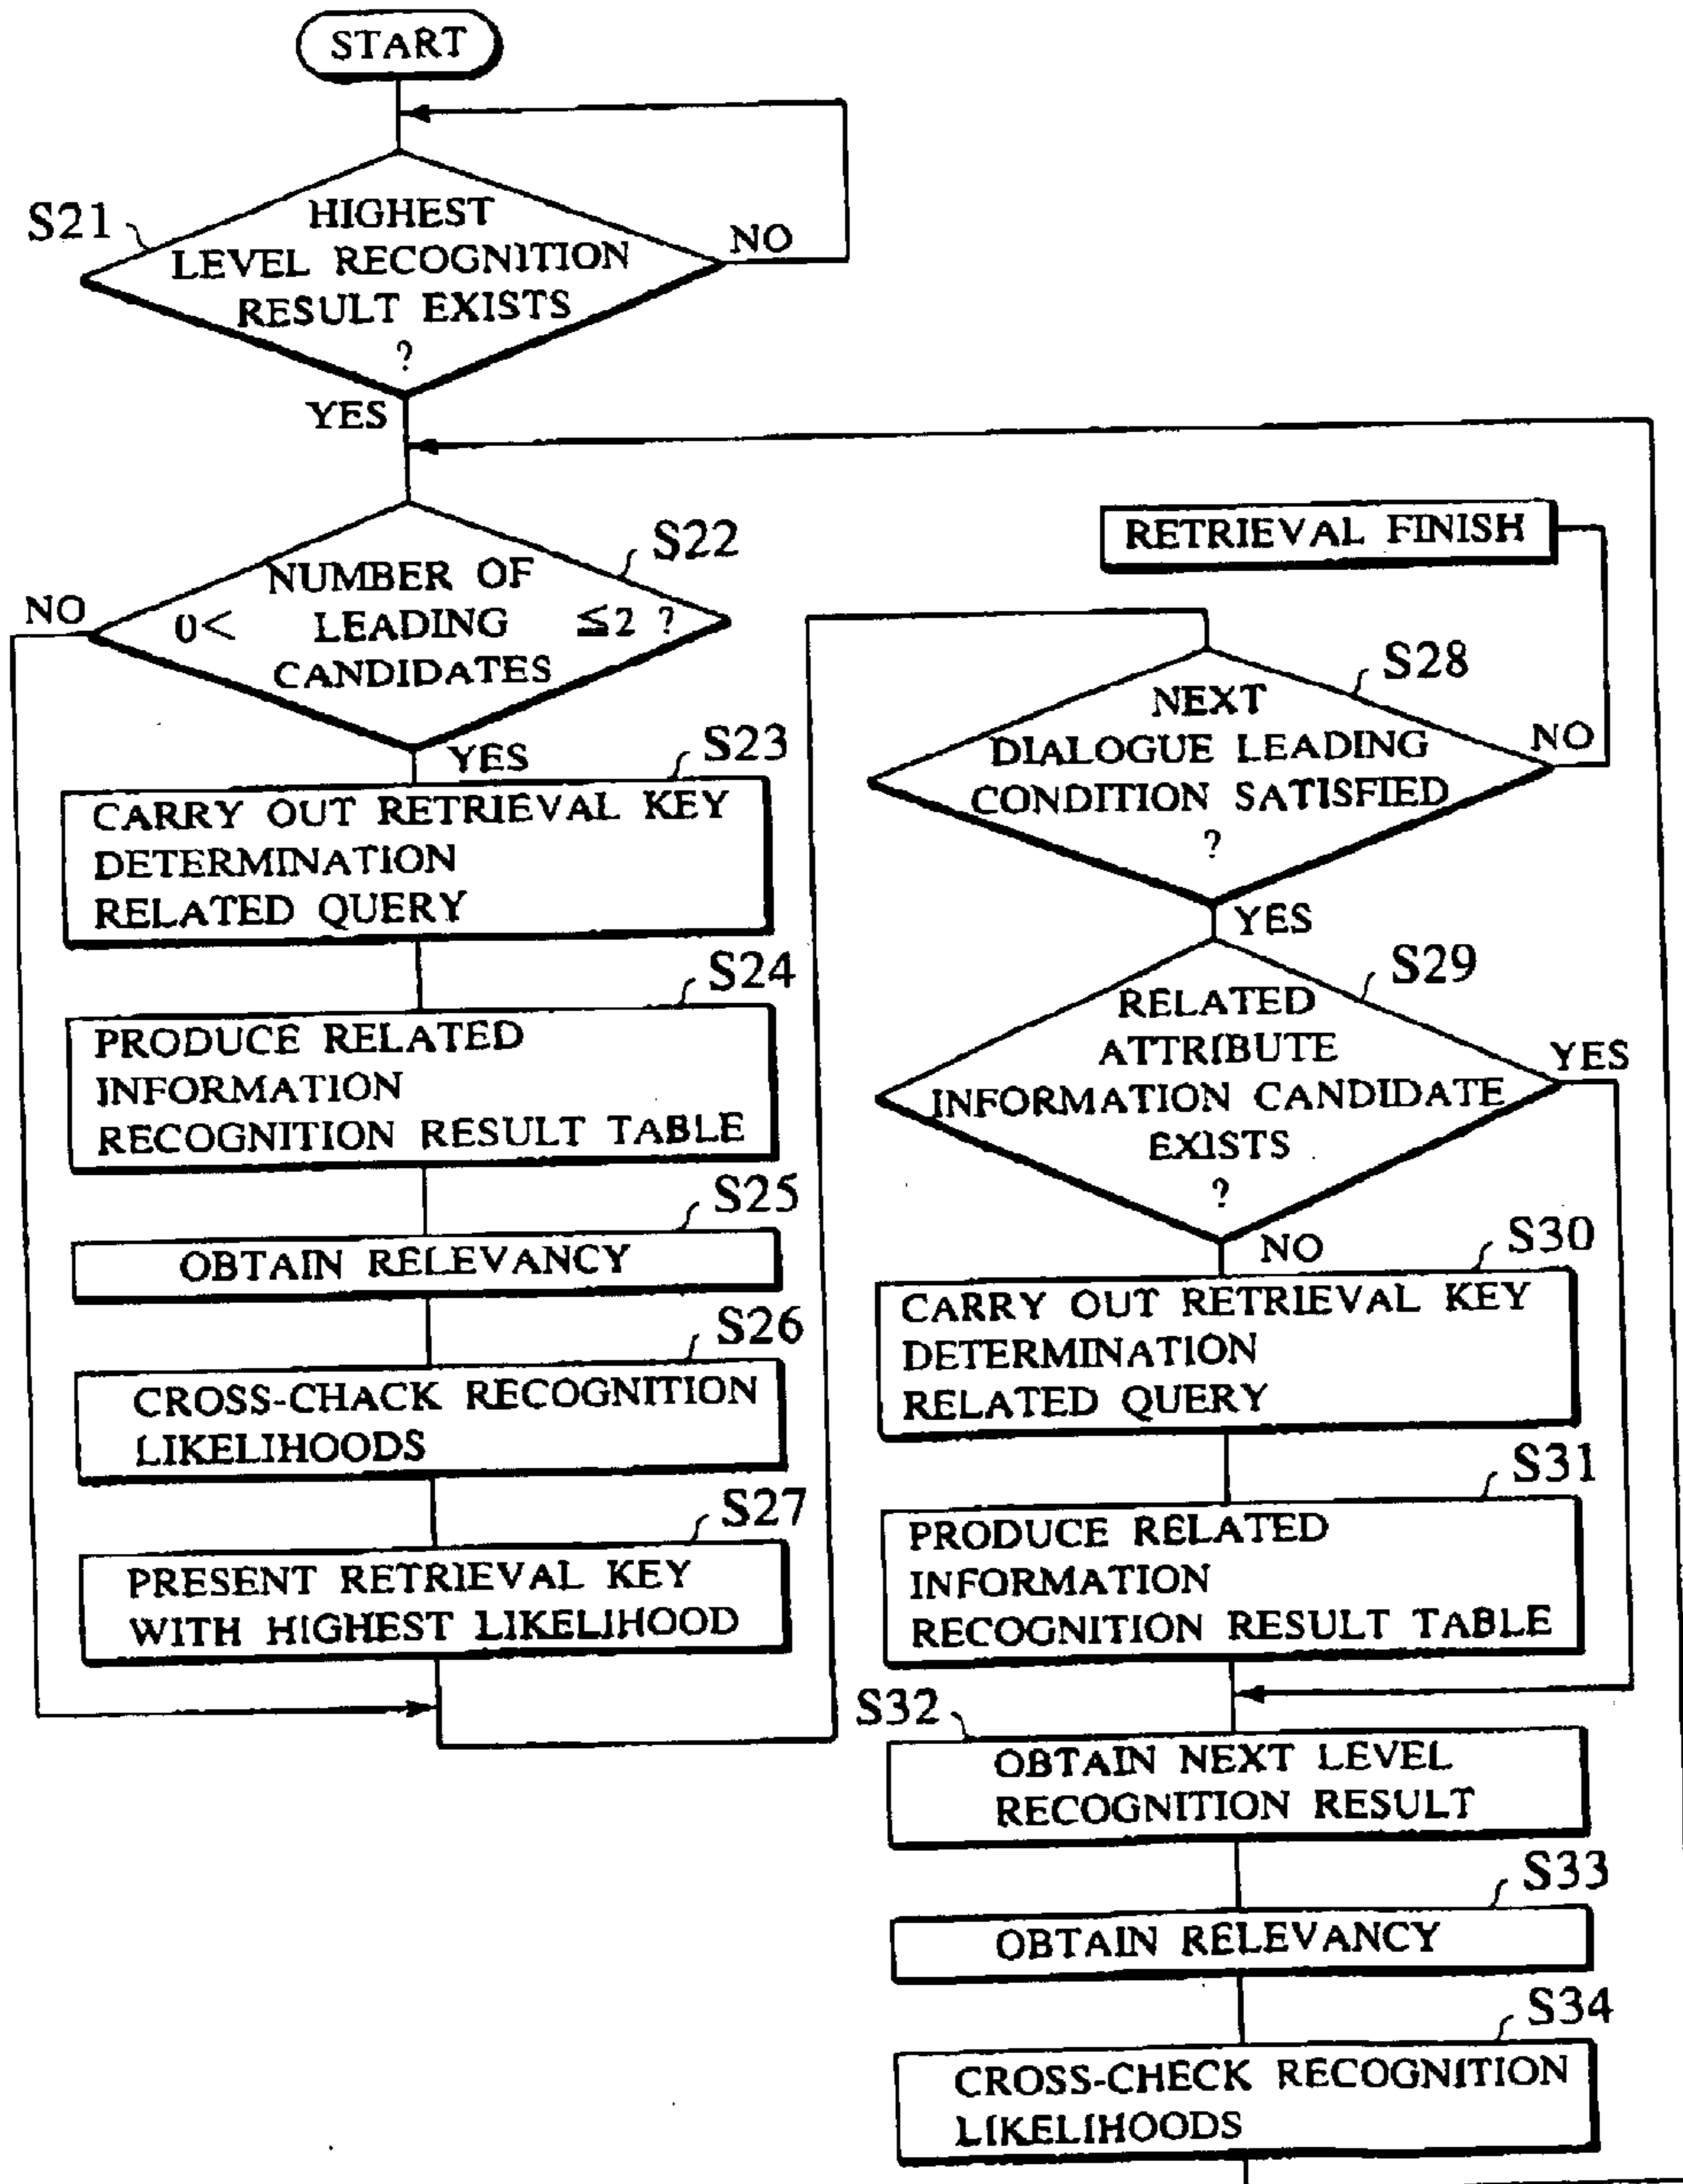 START
S21
HIGHEST
LEVEL RECOGNITION
RESULT EXISTS
?
NO
YES
S22
NUMBER OF
0< LEADING ≦2 ?
CANDIDATES
NO
YES
S23
CARRY OUT RETRIEVAL KEY
DETERMINATION
RELATED QUERY
S24
PRODUCE RELATED
INFORMATION
RECOGNITION RESULT TABLE
S25
OBTAIN RELEVANCY
S26
CROSS-CHACK RECOGNITION
LIKELIHOODS
S27
PRESENT RETRIEVAL KEY
WITH HIGHEST LIKELIHOOD
RETRIEVAL FINISH
S28
NEXT
DIALOGUE LEADING
CONDITION SATISFIED
?
NO
YES
S29
RELATED
ATTRIBUTE
INFORMATION CANDIDATE
EXISTS
?
YES
NO
S30
CARRY OUT RETRIEVAL KEY
DETERMINATION
RELATED QUERY
S31
PRODUCE RELATED
INFORMATION
RECOGNITION RESULT TABLE
S32
OBTAIN NEXT LEVEL
RECOGNITION RESULT
S33
OBTAIN RELEVANCY
S34
CROSS-CHECK RECOGNITION
LIKELIHOODS